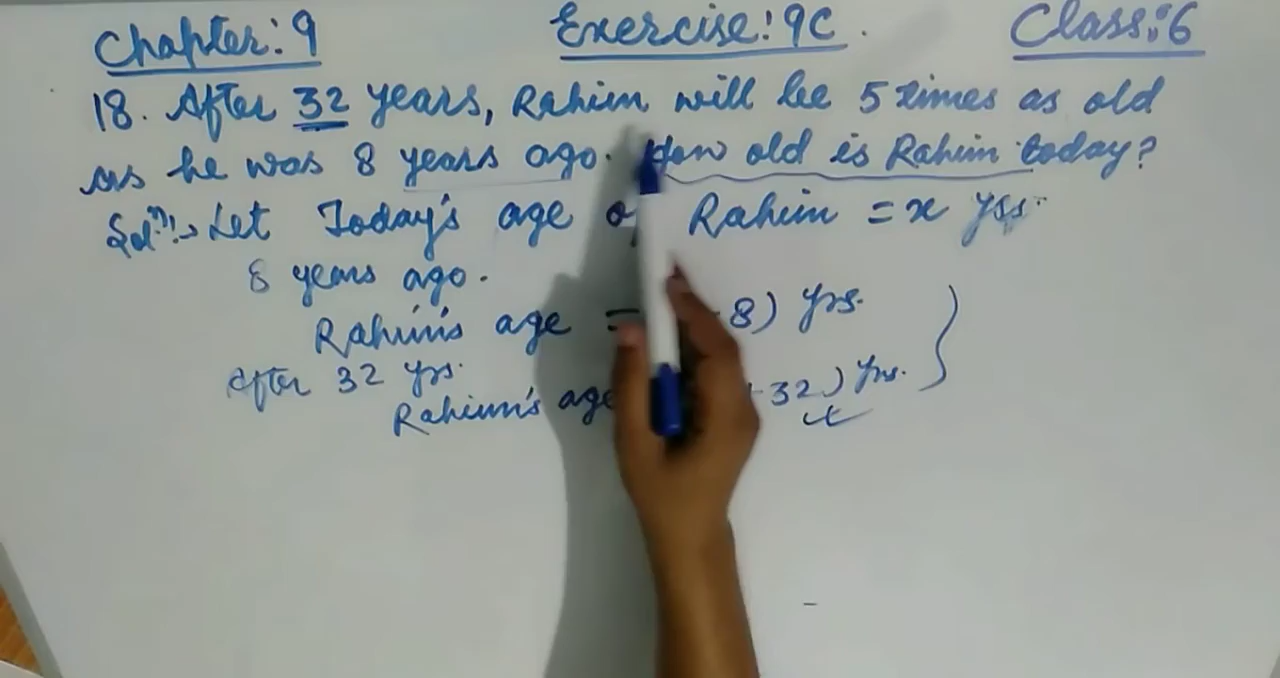 Chapter: 9 Exercise: 9C. Class: 6
18. After 32 years, Rahim will be 5 times as old
as he was 8 years ago. How old is Rahim today?
Solⁿ:→ Let Today's age of Rahim = x yrs.
8 years ago.
Rahim's age = -8) yrs.
After 32 yrs.
Rahim's age + 32) yrs.